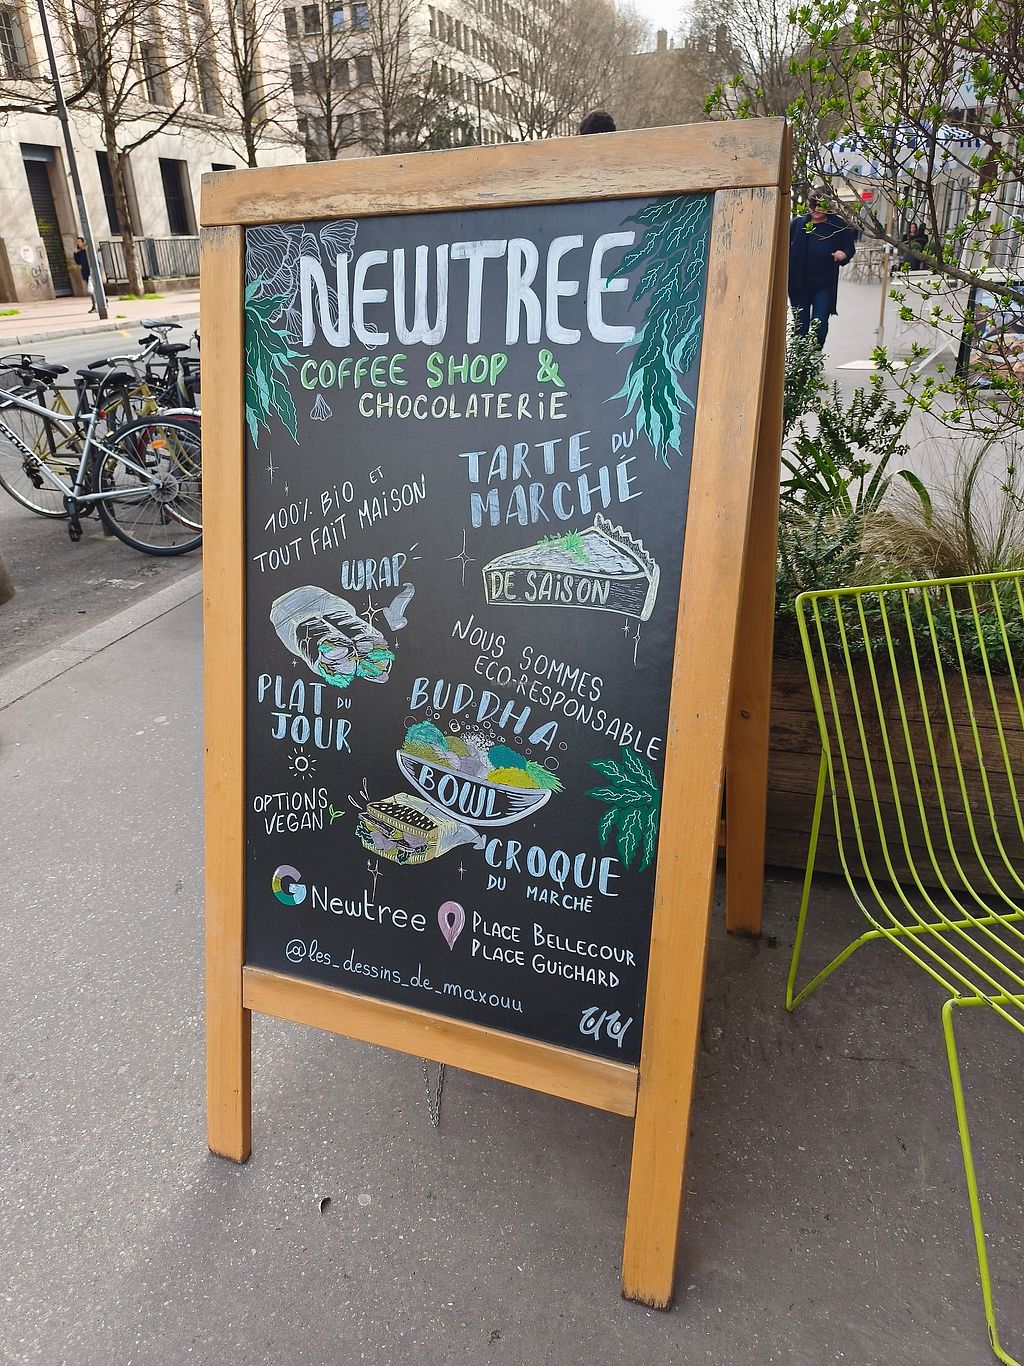 NEWTREE
COFFEE SHOP &
CHOCOLATERiE
TARTE DU
MARCHÉ
DE SAISON
100% BiO ET
TOUT FAiT MAISON
WRAP
NOUS SOMMES
ECO-RESPONSABLE
PLAT DU
JOUR
BUDDHA
BOWL
OPTiONS
VEGAN
CROQUE
DU MARCHÉ
G Newtree
PLACE BELLECOUR
PLACE GUICHARD
@les_dessins_de_maxouu